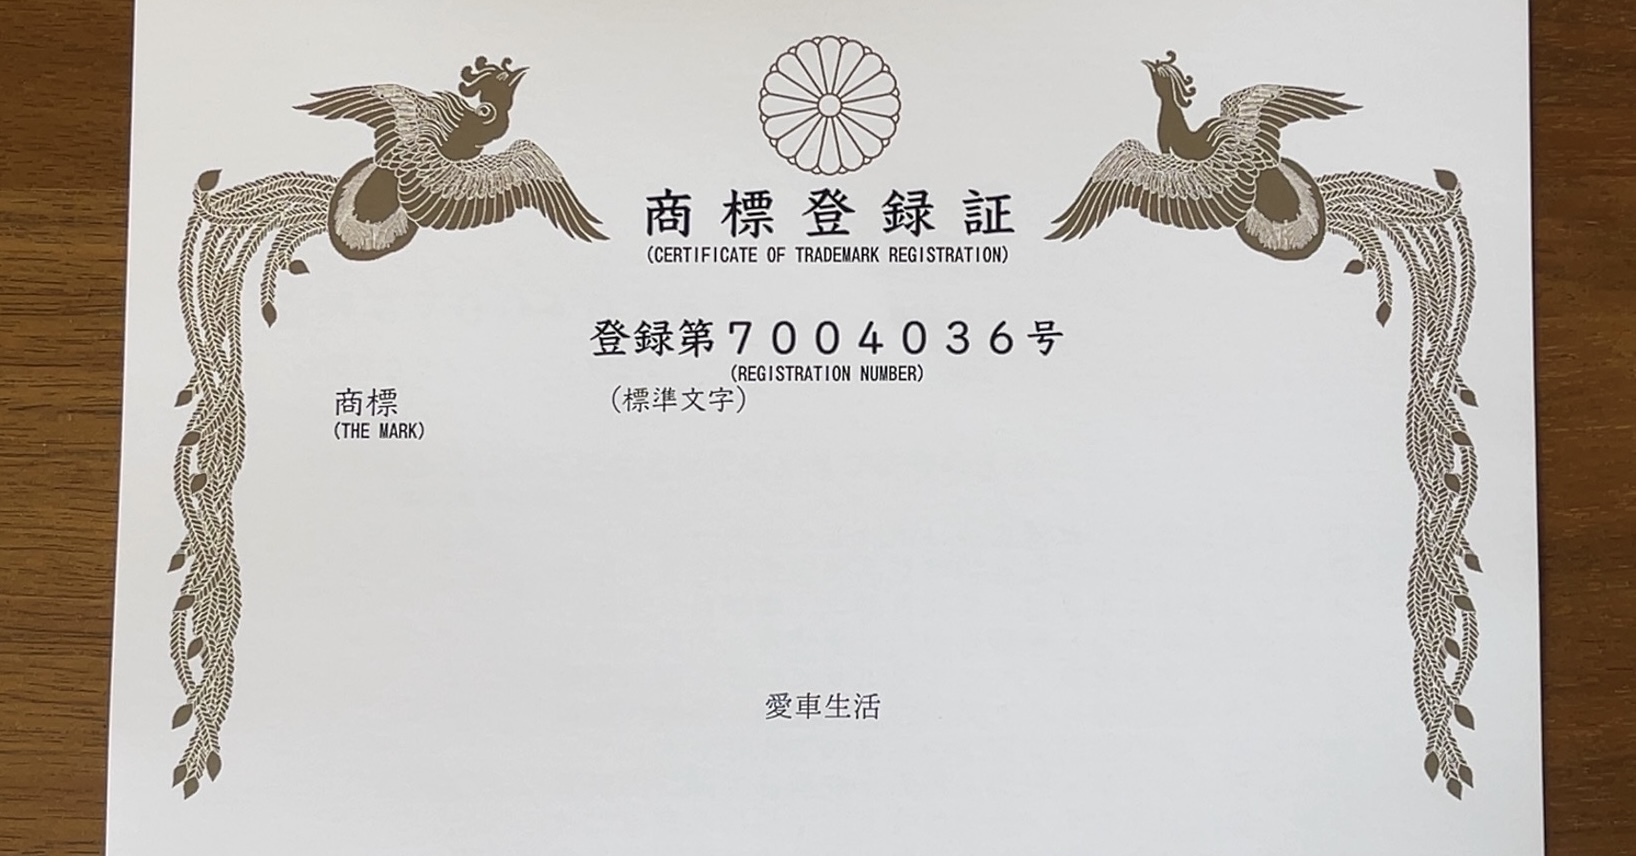 商標登録証
(CERTIFICATE OF TRADEMARK REGISTRATION)
登録第7004036号
(REGISTRATION NUMBER)
商標 (標準文字)
(THE MARK)
愛車生活